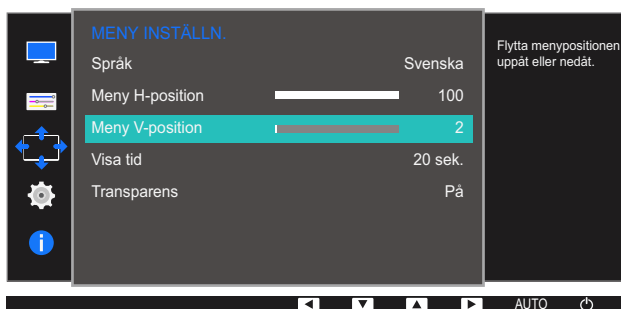 MENY INSTÄLLN.
Språk Svenska
Meny H-position 100
Meny V-position 2
Visa tid 20 sek.
Transparens På
Flytta menypositionen
uppåt eller nedåt.
AUTO